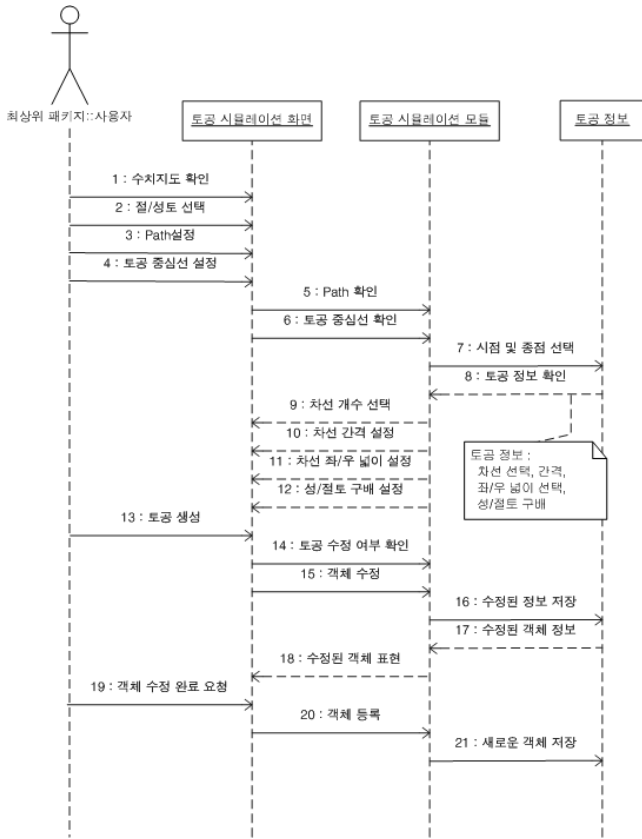 최상위 패키지::사용자
토공 시뮬레이션 화면
토공 시뮬레이션 모듈
토공 정보
1 : 수치지도 확인
2 : 절/성토 선택
3 : Path설정
4 : 토공 중심선 설정
5 : Path 확인
6 : 토공 중심선 확인
7 : 시점 및 종점 선택
8 : 토공 정보 확인
9 : 차선 개수 선택
10 : 차선 간격 설정
11 : 차선 좌/우 넓이 설정
12 : 성/절토 구배 설정
토공 정보 :
차선 선택, 간격,
좌/우 넓이 선택,
성/절토 구배
13 : 토공 생성
14 : 토공 수정 여부 확인
15 : 객체 수정
16 : 수정된 정보 저장
17 : 수정된 객체 정보
18 : 수정된 객체 표현
19 : 객체 수정 완료 요청
20 : 객체 등록
21 : 새로운 객체 저장